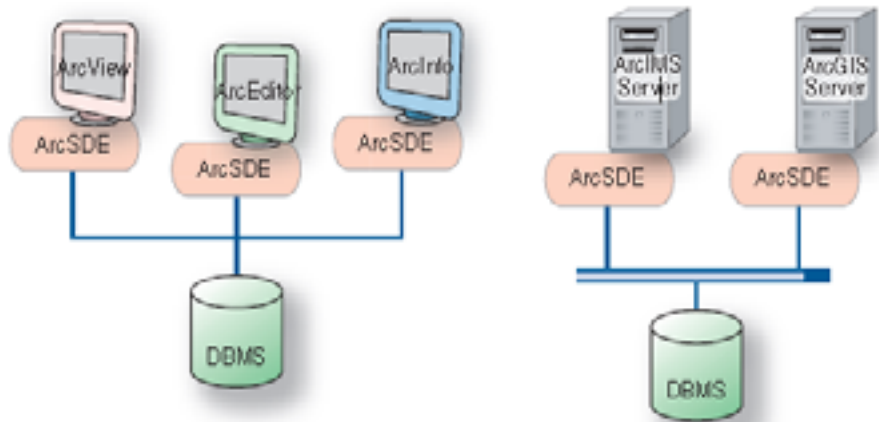 ArcView
ArcEditor
ArcInfo
ArcSDE
ArcSDE
ArcSDE
DBMS
ArcIMS
Server
ArcGIS
Server
ArcSDE
ArcSDE
DBMS